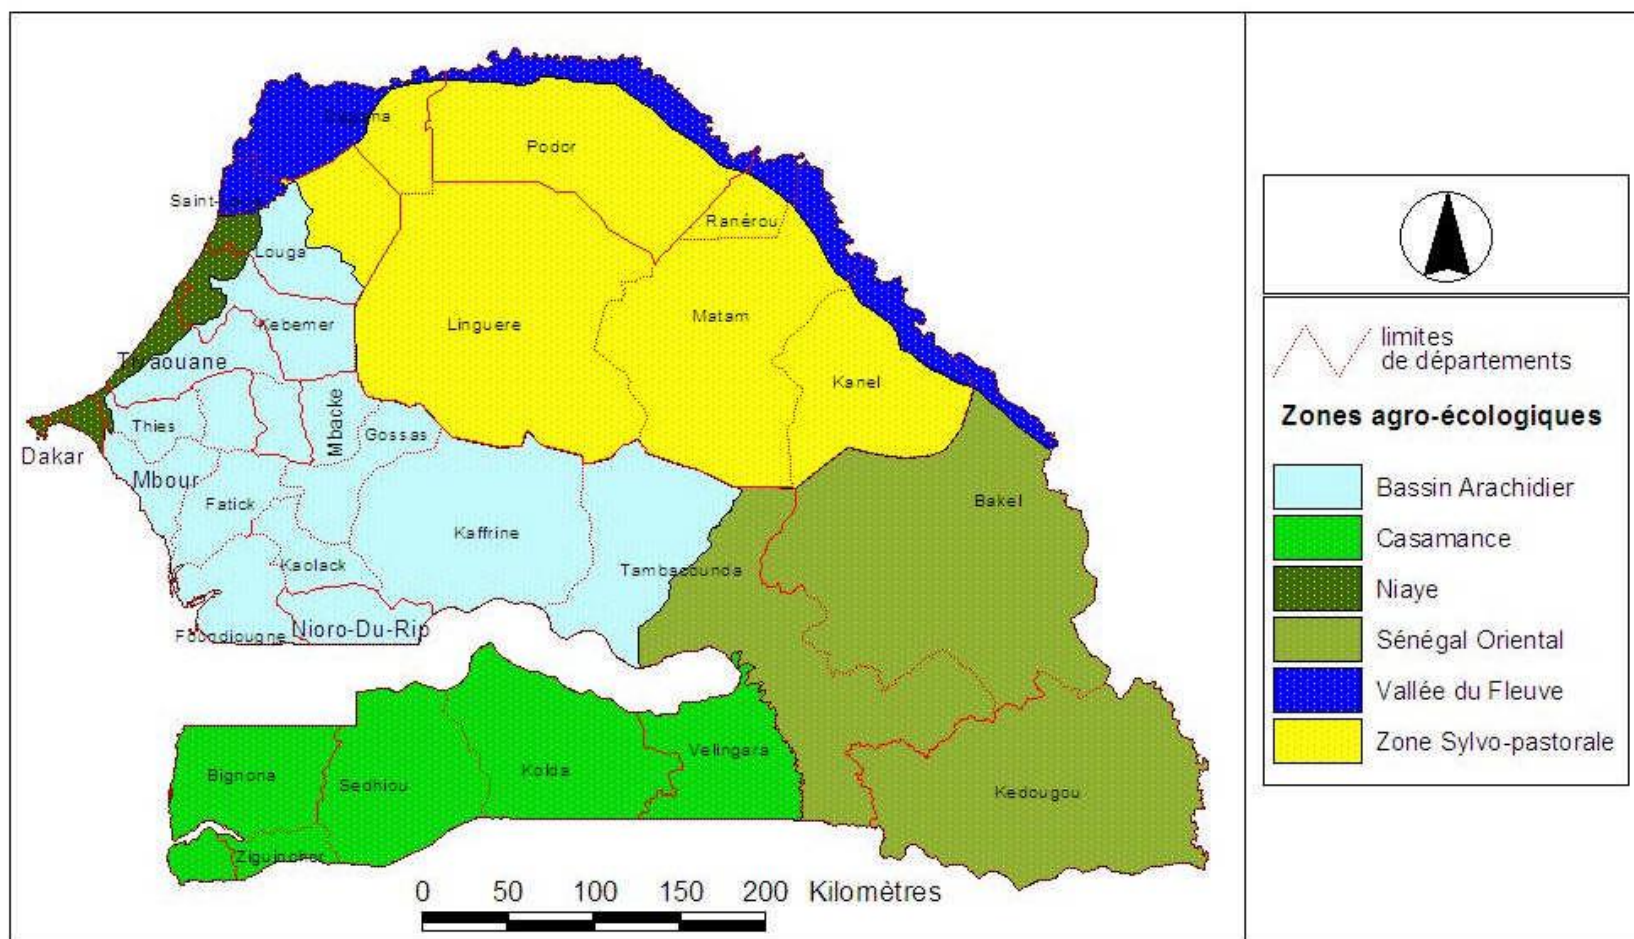 Podor
Ranérou
Louga
Kebemer
Linguere
Matam
Kanel
Thies
Mbacke
Gossas
Dakar
Mbour
Fatick
Kaffrine
Bakel
Kaolack
Tambacounda
Foundiougne
Nioro-Du-Rip
Velingara
Bignona
Sedhiou
Kolda
Kedougou
Ziguinchor
0 50 100 150 200 Kilomètres
limites
de départements
Zones agro-écologiques
Bassin Arachidier
Casamance
Niaye
Sénégal Oriental
Vallée du Fleuve
Zone Sylvo-pastorale